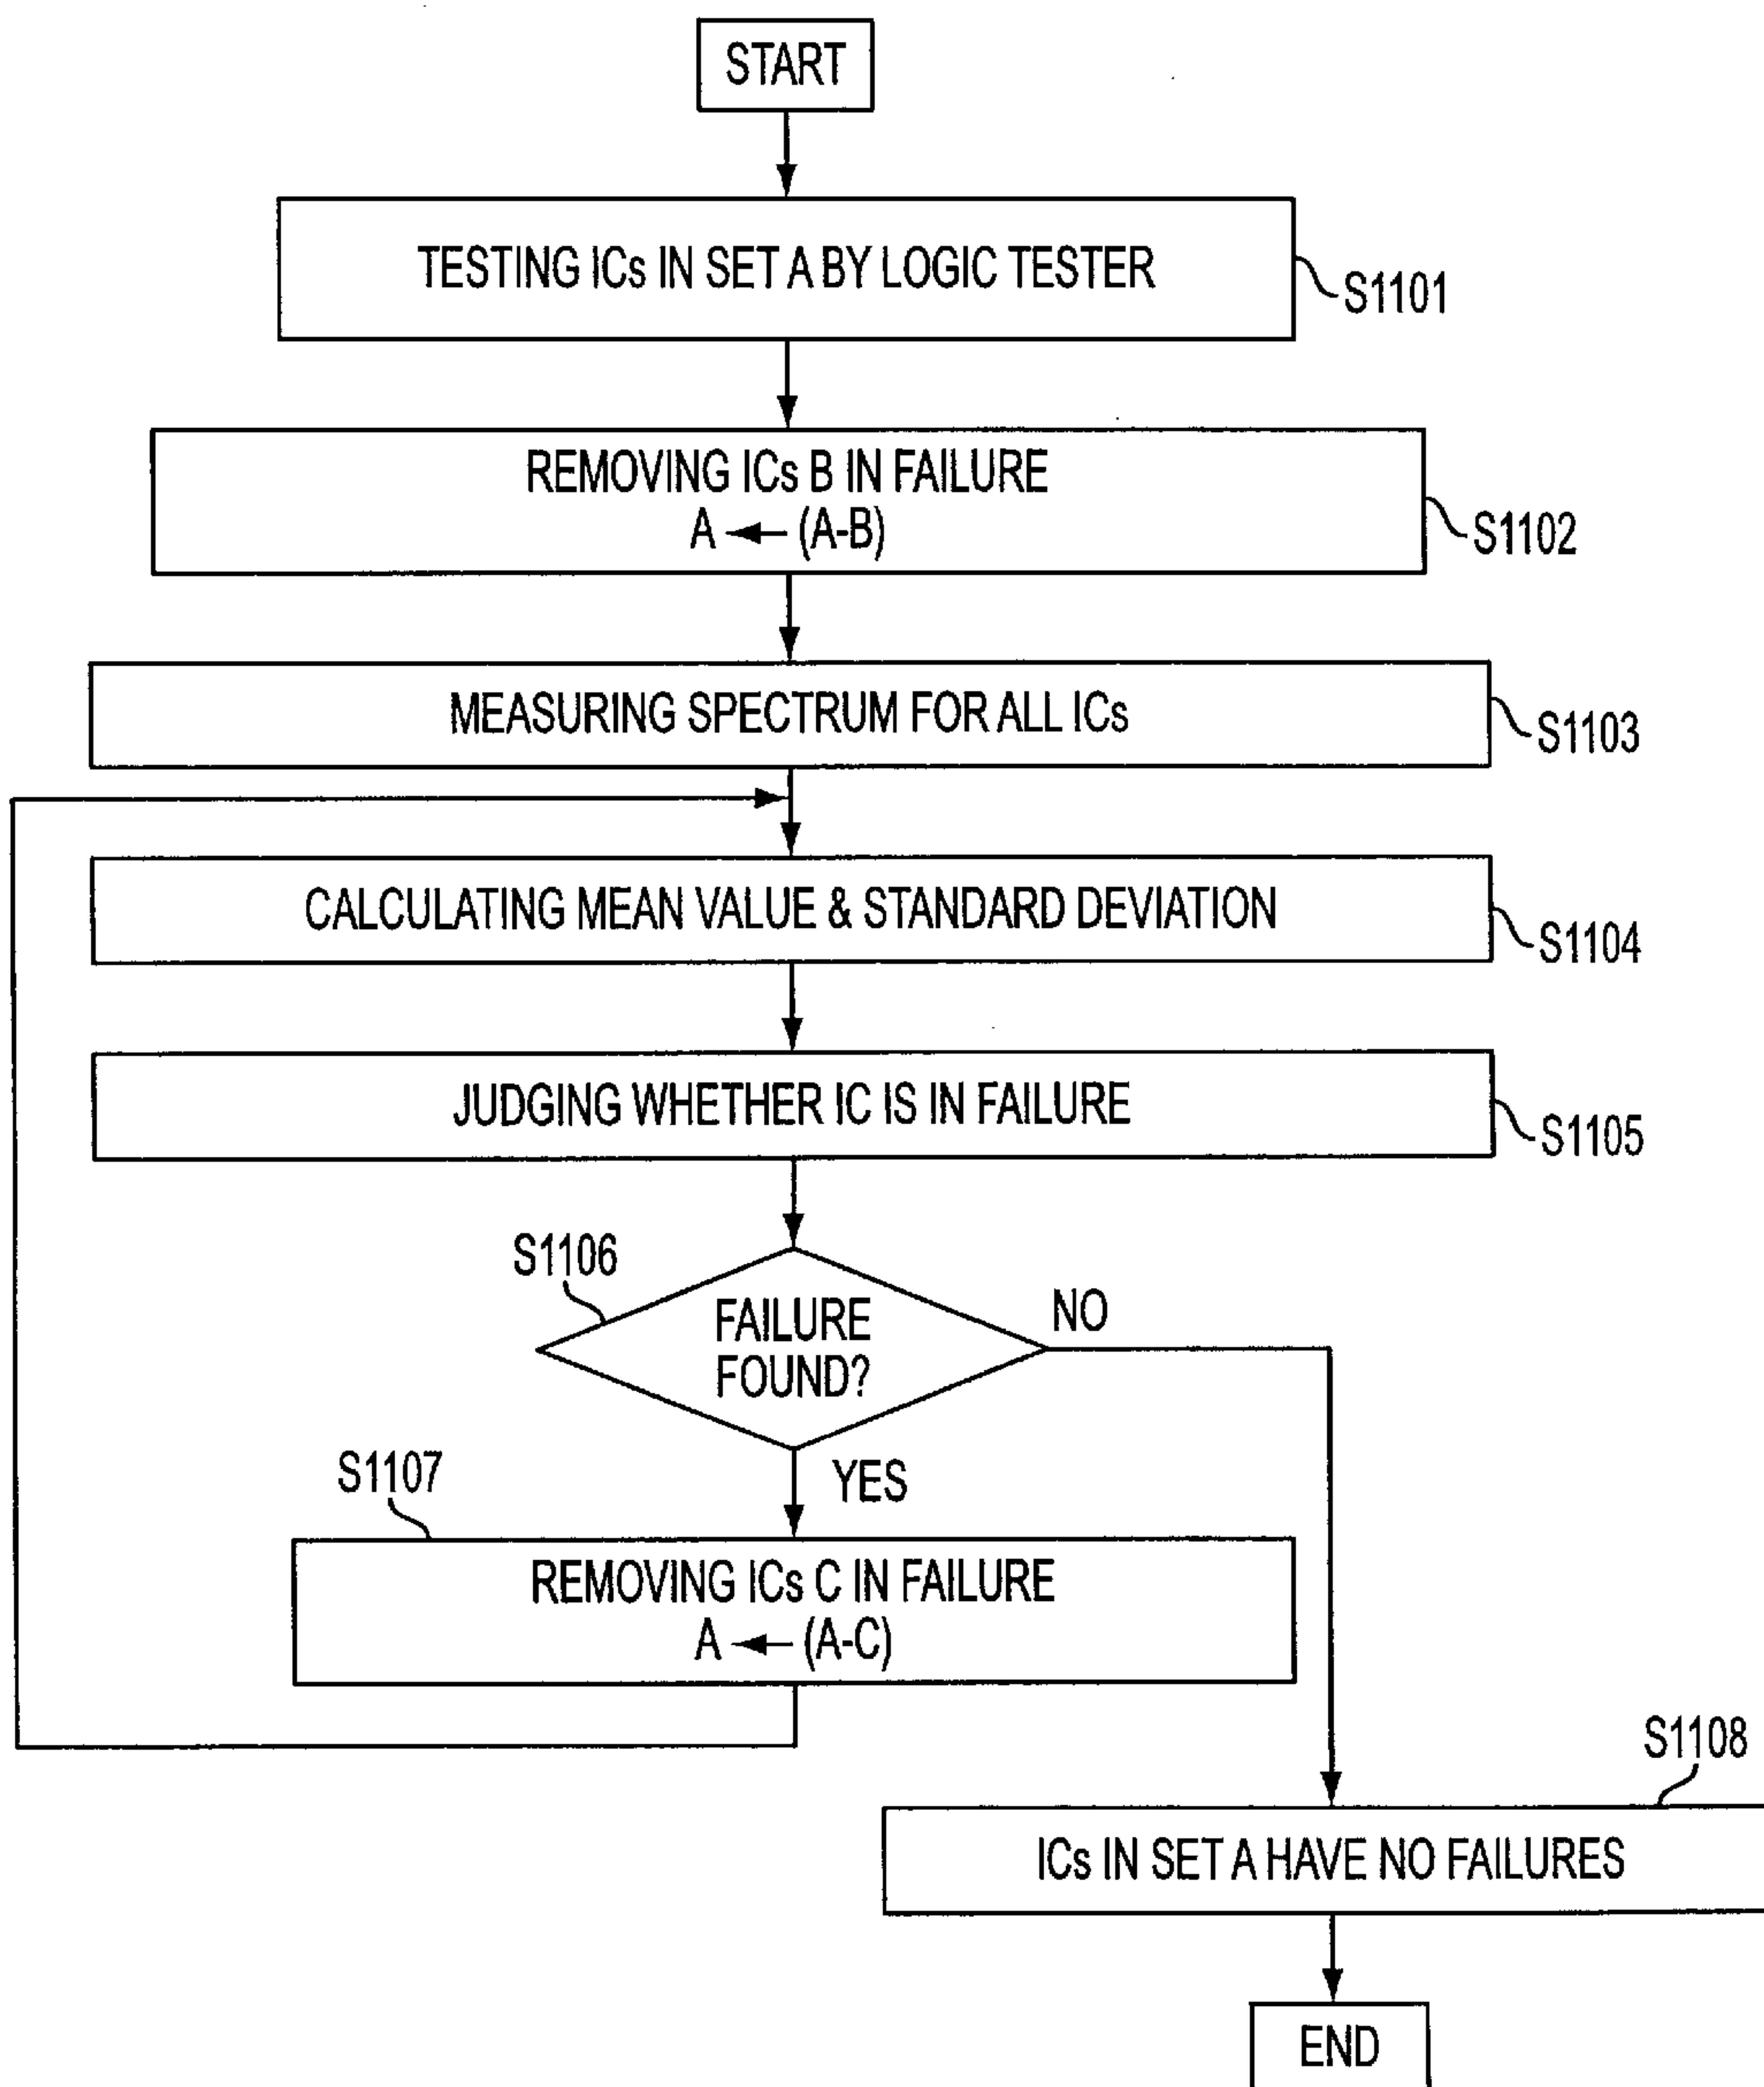 START
TESTING ICs IN SET A BY LOGIC TESTER
S1101
REMOVING ICs B IN FAILURE
A ← (A-B)
S1102
MEASURING SPECTRUM FOR ALL ICs
S1103
CALCULATING MEAN VALUE & STANDARD DEVIATION
S1104
JUDGING WHETHER IC IS IN FAILURE
S1105
S1106
FAILURE
FOUND?
NO
YES
S1107
REMOVING ICs C IN FAILURE
A ← (A-C)
S1108
ICs IN SET A HAVE NO FAILURES
END